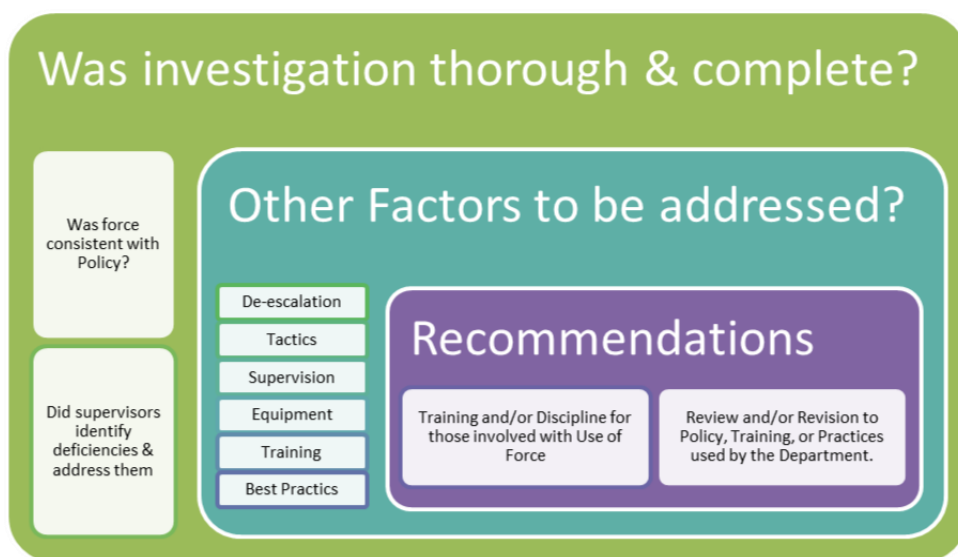 Was investigation thorough & complete?
Was force
consistent with
Policy?
Did supervisors
identify
deficiencies &
address them
Other Factors to be addressed?
De-escalation
Tactics
Supervision
Equipment
Training
Best Practics
Recommendations
Training and/or Discipline for
those involved with Use of
Force
Review and/or Revision to
Policy, Training, or Practices
used by the Department.